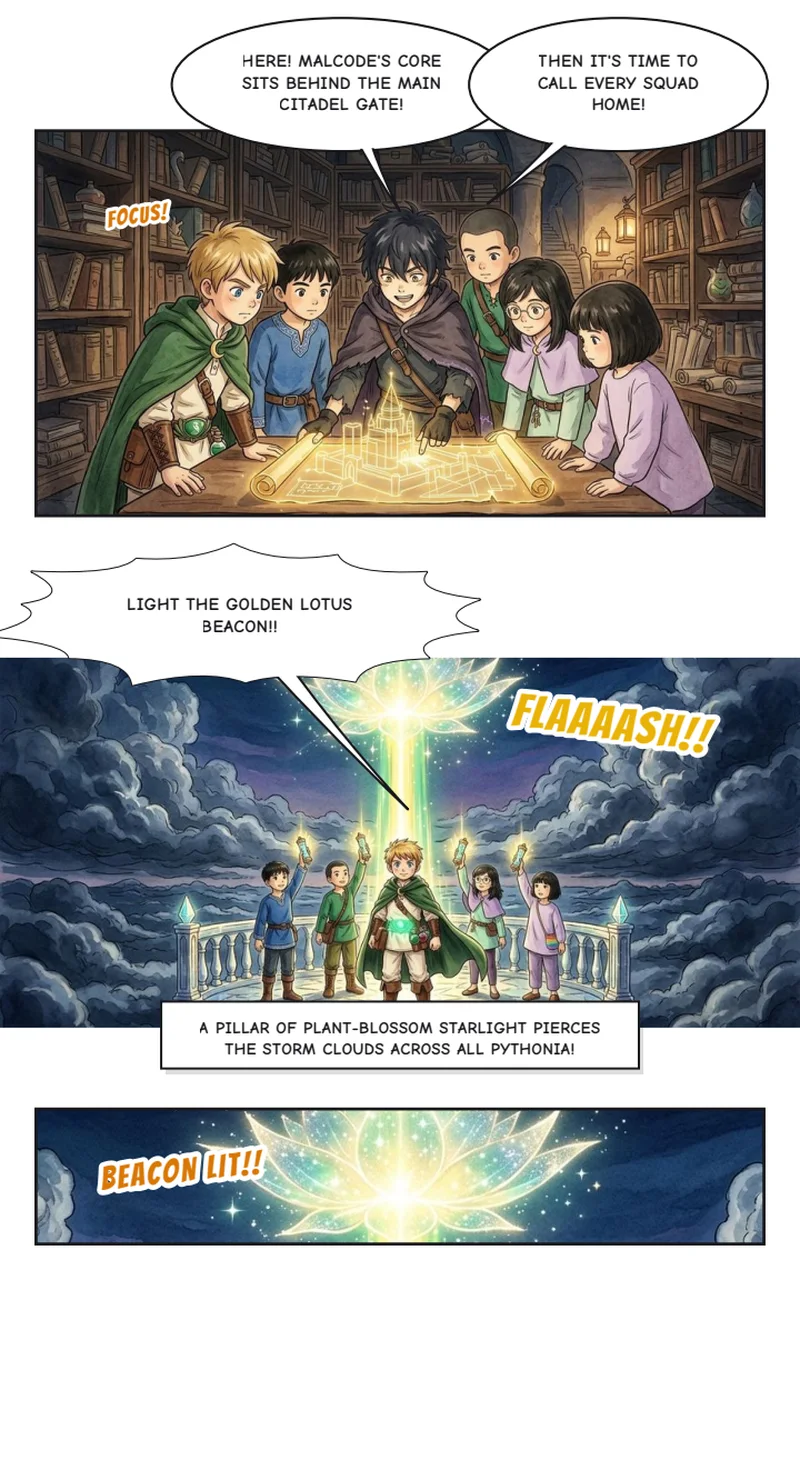 HERE! MALCODE'S CORE
SITS BEHIND THE MAIN
CITADEL GATE!
THEN IT'S TIME TO
CALL EVERY SQUAD
HOME!
FOCUS!
LIGHT THE GOLDEN LOTUS
BEACON!!
FLAAAASH!!
A PILLAR OF PLANT-BLOSSOM STARLIGHT PIERCES
THE STORM CLOUDS ACROSS ALL PYTHONIA!
BEACON LIT!!